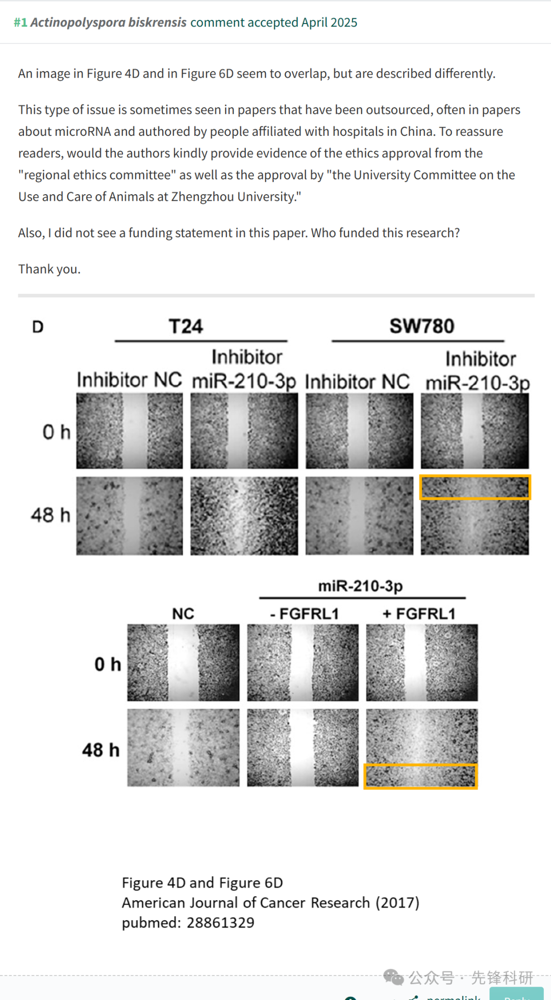 #1 Actinopolyspora biskrensis comment accepted April 2025
An image in Figure 4D and in Figure 6D seem to overlap, but are described differently.
This type of issue is sometimes seen in papers that have been outsourced, often in papers
about microRNA and authored by people affiliated with hospitals in China. To reassure
readers, would the authors kindly provide evidence of the ethics approval from the
"regional ethics committee" as well as the approval by "the University Committee on the
Use and Care of Animals at Zhengzhou University."
Also, I did not see a funding statement in this paper. Who funded this research?
Thank you.
D
T24 SW780
Inhibitor Inhibitor
Inhibitor NC miR-210-3p Inhibitor NC miR-210-3p
0 h
48 h
miR-210-3p
NC - FGFRL1 + FGFRL1
0 h
48 h
Figure 4D and Figure 6D
American Journal of Cancer Research (2017)
pubmed: 28861329
公众号 · 先锋科研
permalink Reply